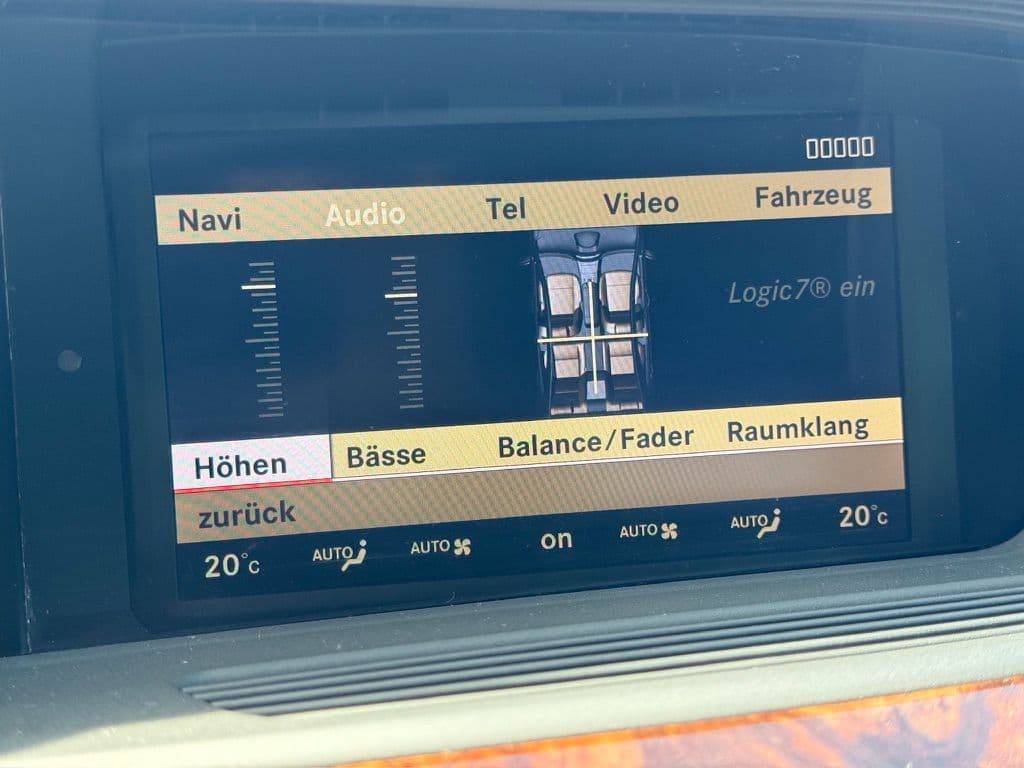 00000
Navi Audio Tel Video Fahrzeug
Logic7® ein
Höhen Bässe Balance/Fader Raumklang
zurück
20°C AUTO AUTO on AUTO AUTO 20°C